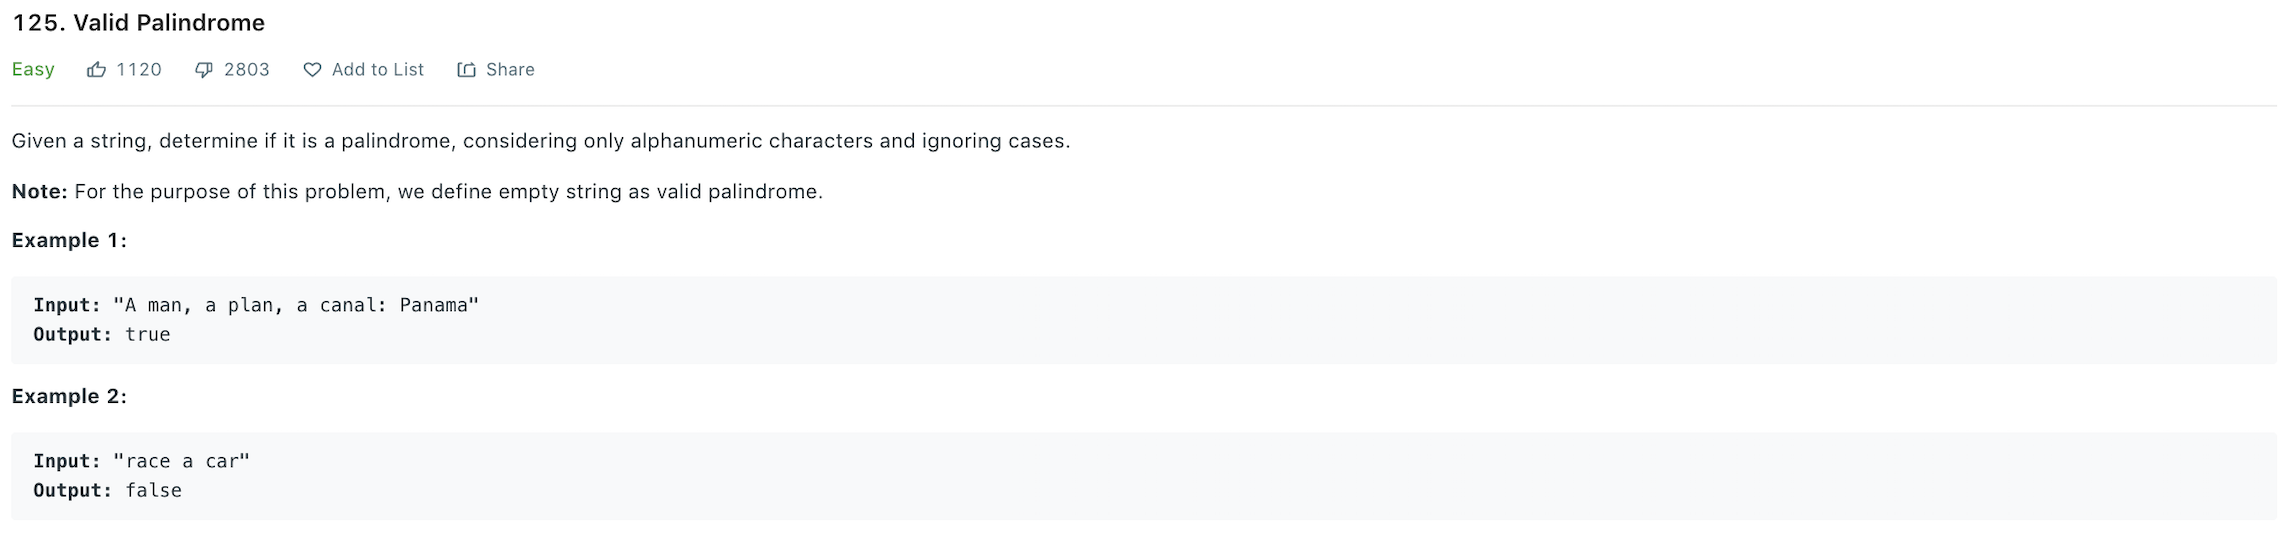 125. Valid Palindrome
Easy 1120 2803 Add to List Share
Given a string, determine if it is a palindrome, considering only alphanumeric characters and ignoring cases.
Note: For the purpose of this problem, we define empty string as valid palindrome.
Example 1:
Input: "A man, a plan, a canal: Panama"
Output: true
Example 2:
Input: "race a car"
Output: false